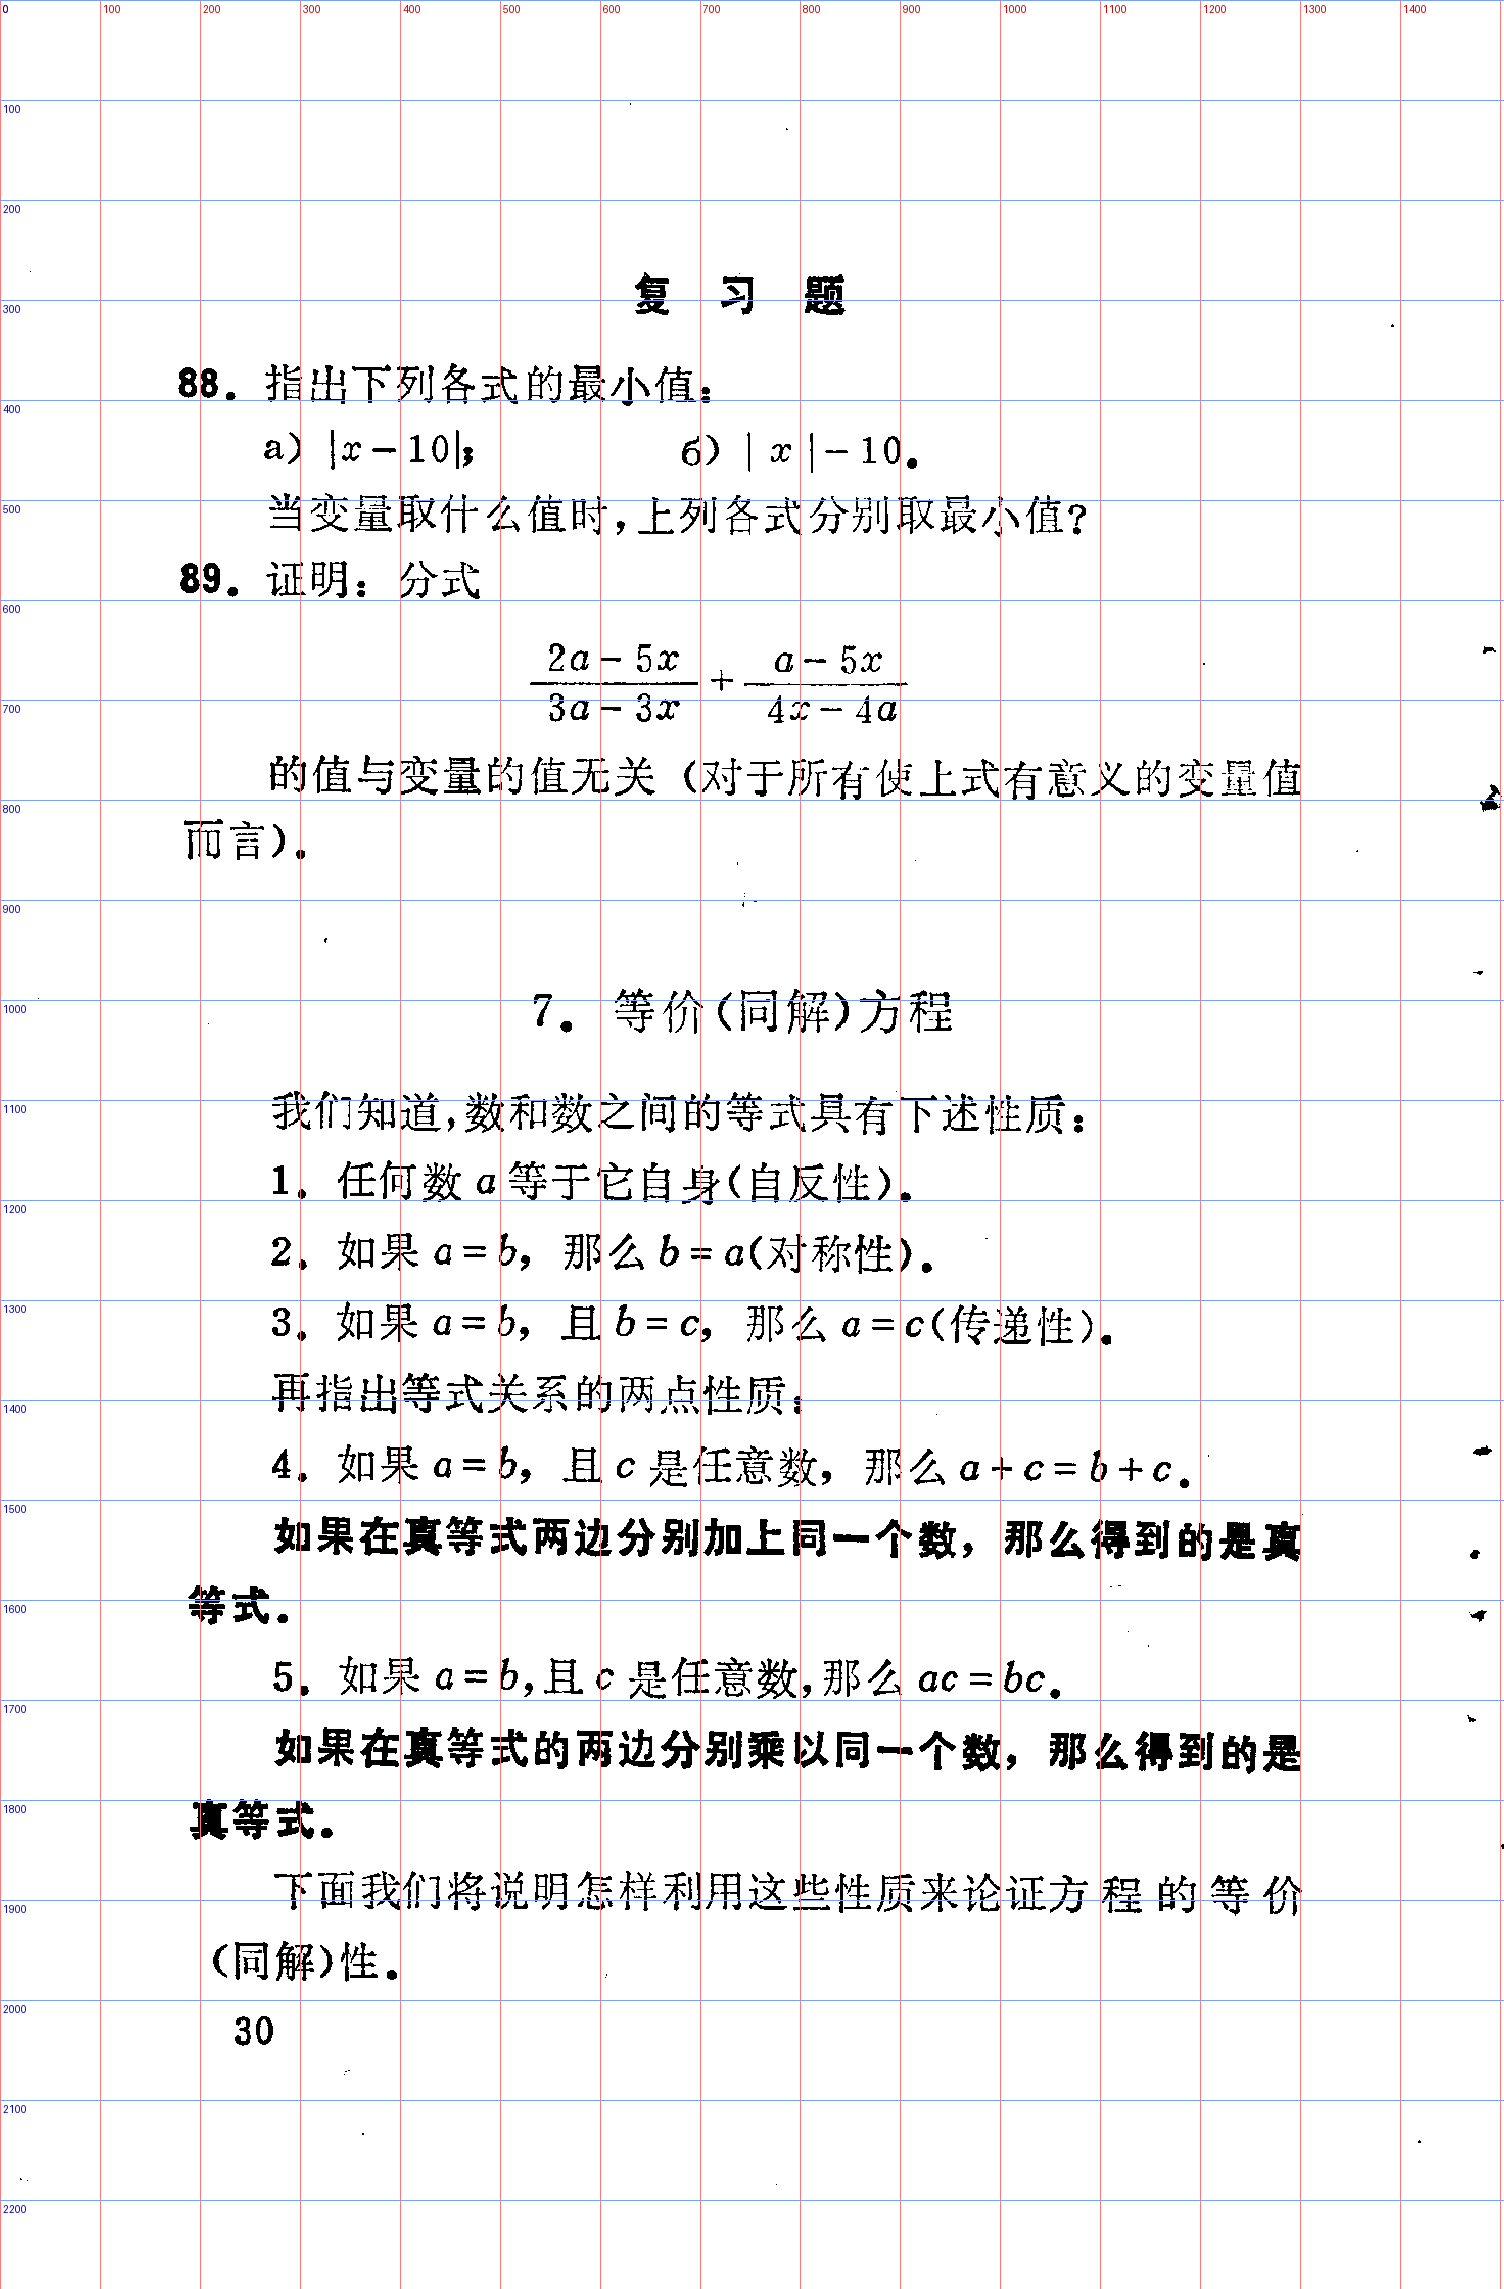 复 习 题
88. 指出下列各式的最小值:
a) |x-10|; б) |x|-10.
当变量取什么值时,上列各式分别取最小值?
89. 证明: 分式
2a-5x a-5x
――― + ―――
3a-3x 4x-4a
的值与变量的值无关 (对于所有使上式有意义的变量值
而言).
7. 等价(同解)方程
我们知道,数和数之间的等式具有下述性质:
1. 任何数 a 等于它自身(自反性).
2. 如果 a=b, 那么 b=a(对称性).
3. 如果 a=b, 且 b=c, 那么 a=c(传递性).
再指出等式关系的两点性质:
4. 如果 a=b, 且 c 是任意数, 那么 a+c=b+c.
如果在真等式两边分别加上同一个数, 那么得到的是真
等式.
5. 如果 a=b,且 c 是任意数,那么 ac=bc.
如果在真等式的两边分别乘以同一个数, 那么得到的是
真等式.
下面我们将说明怎样利用这些性质来论证方程的等价
(同解)性.
30